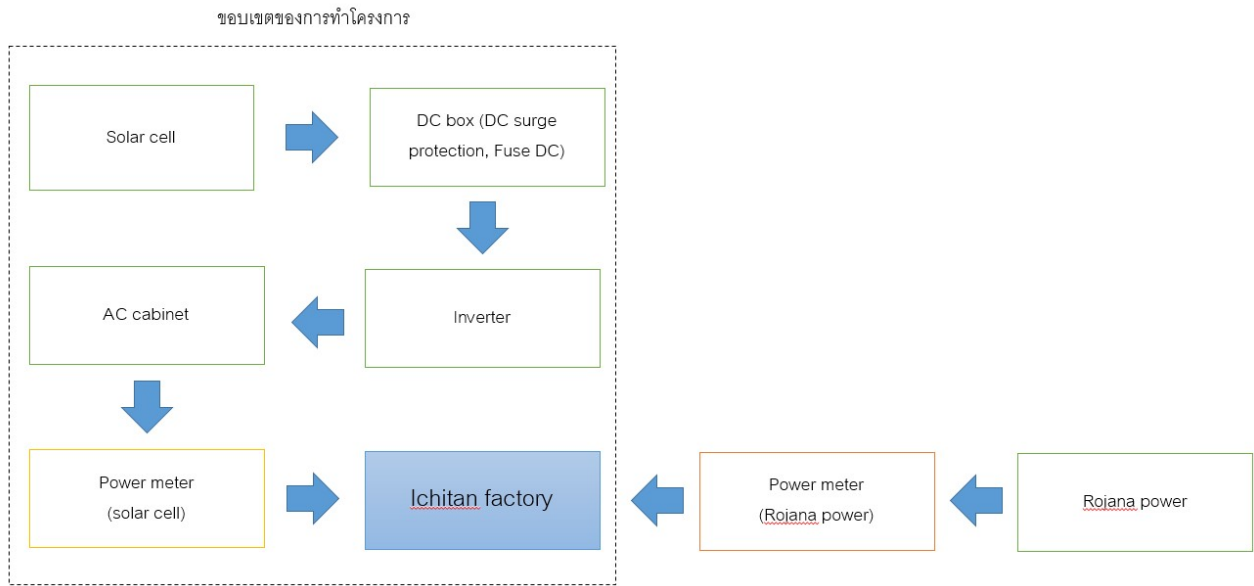 ขอบเขตของการทำโครงการ
Solar cell
DC box (DC surge
protection, Fuse DC)
AC cabinet
Inverter
Power meter
(solar cell)
Ichitan factory
Power meter
(Rojana power)
Rojana power